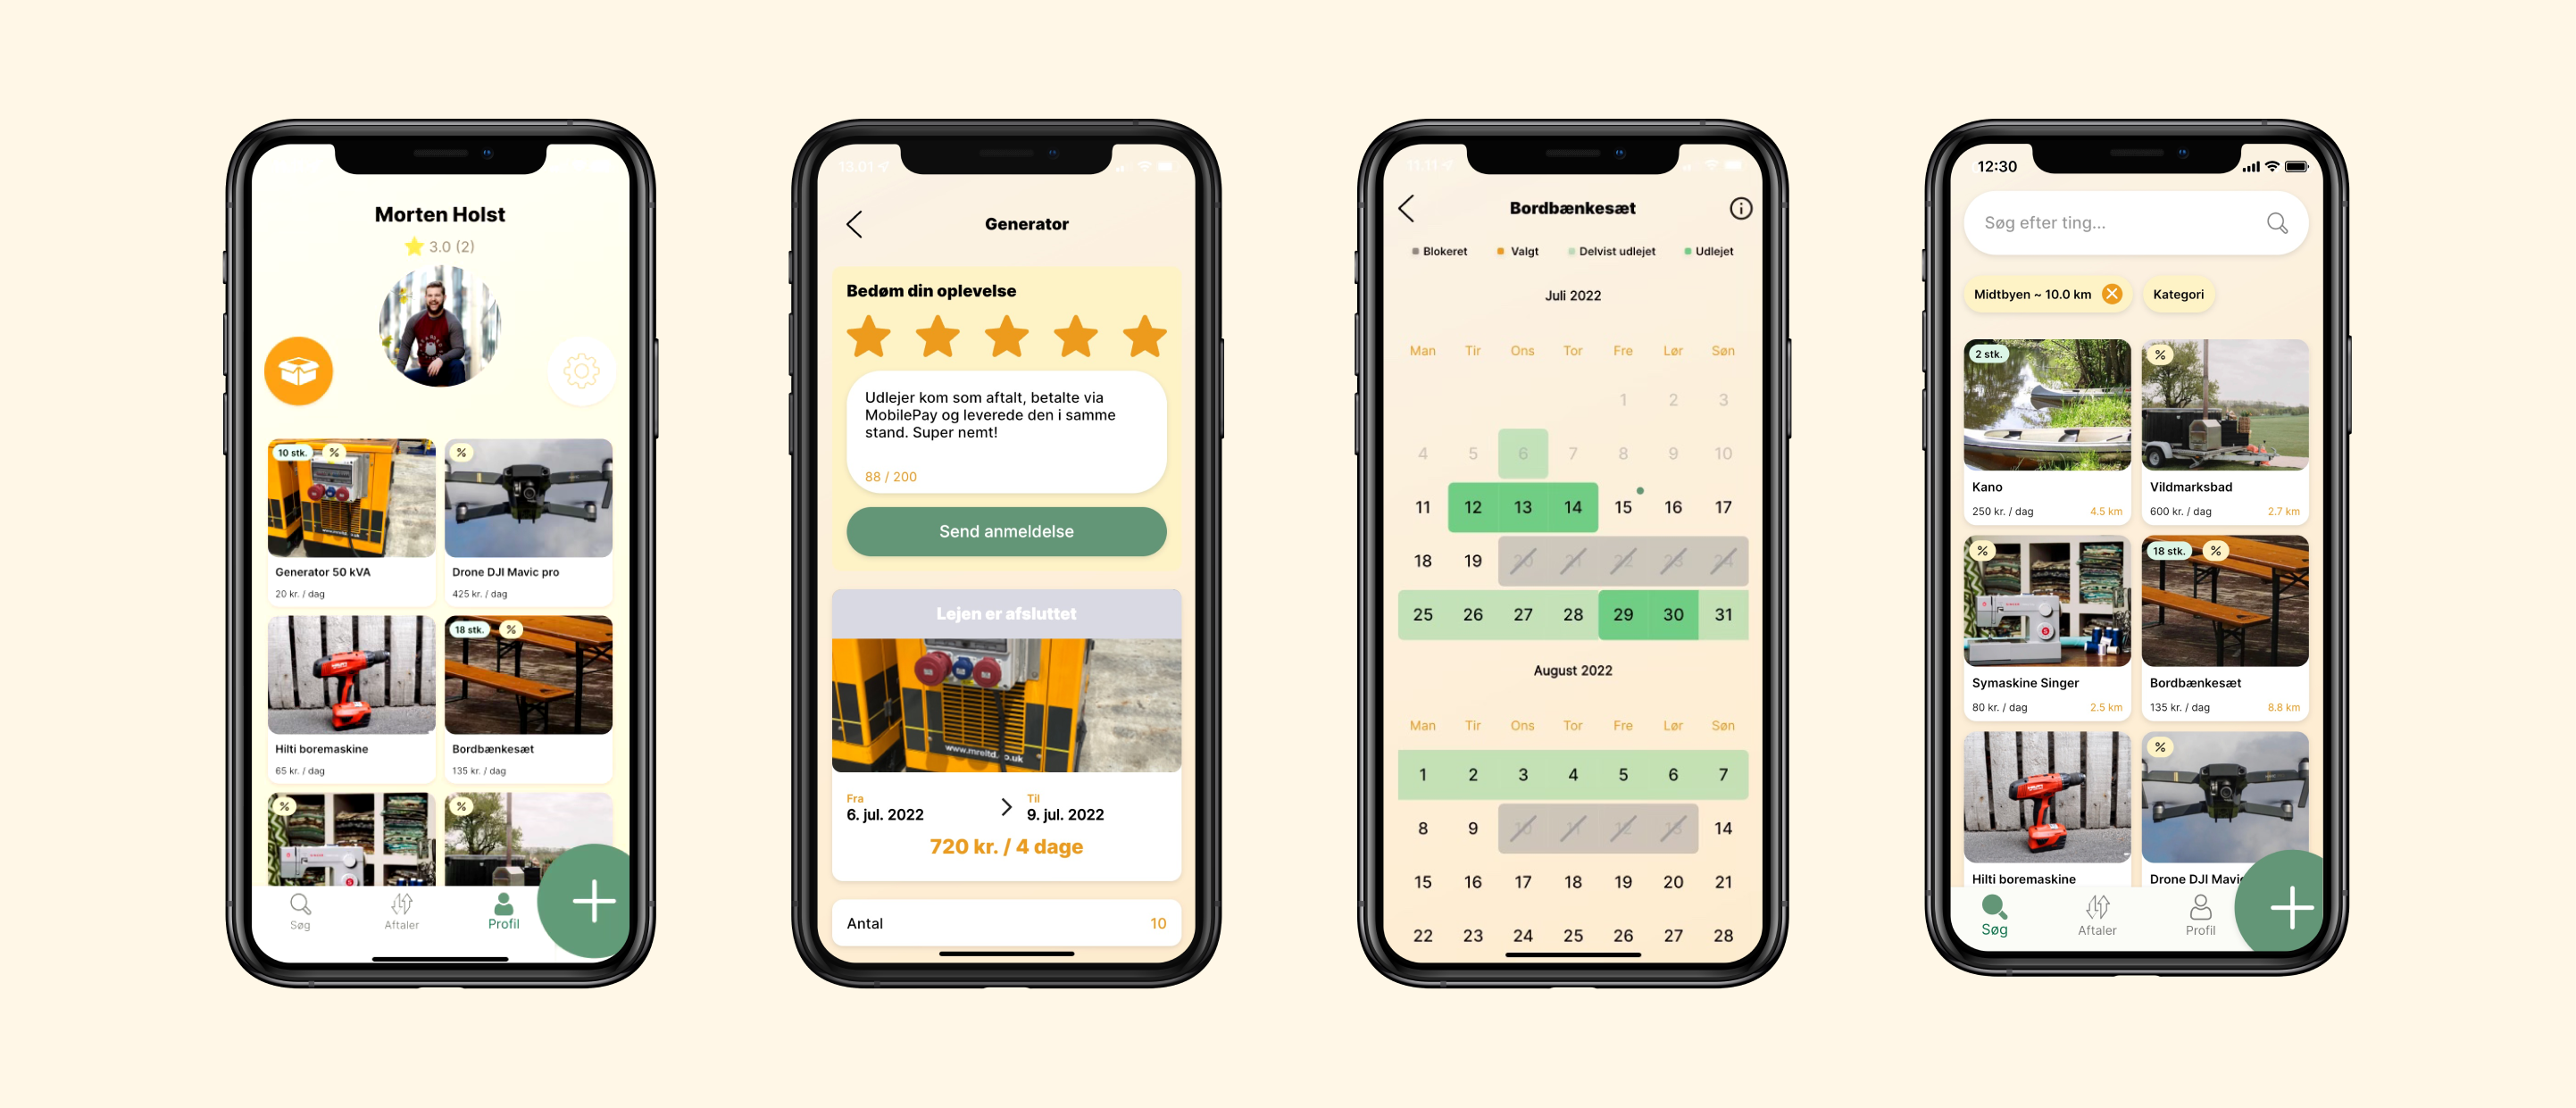 Morten Holst
3.0 (2)
10 stk. %
%
Generator 50 kVA
20 kr. / dag
Drone DJI Mavic pro
425 kr. / dag
18 stk. %
Hilti boremaskine
65 kr. / dag
Bordbænkesæt
135 kr. / dag
%
%
Søg
Aftaler
Profil
13.01
Generator
Bedøm din oplevelse
Udlejer kom som aftalt, betalte via
MobilePay og leverede den i samme
stand. Super nemt!
88 / 200
Send anmeldelse
Lejen er afsluttet
Fra
6. jul. 2022
Til
9. jul. 2022
720 kr. / 4 dage
Antal 10
11.11
Bordbænkesæt
Blokeret Valgt Delvist udlejet Udlejet
Juli 2022
Man Tir Ons Tor Fre Lør Søn
1 2 3
4 5 6 7 8 9 10
11 12 13 14 15 16 17
18 19 20 21 22 23 24
25 26 27 28 29 30 31
August 2022
Man Tir Ons Tor Fre Lør Søn
1 2 3 4 5 6 7
8 9 10 11 12 13 14
15 16 17 18 19 20 21
22 23 24 25 26 27 28
12:30
Søg efter ting...
Midtbyen ~ 10.0 km
Kategori
2 stk.
%
Kano
250 kr. / dag 4.5 km
Vildmarksbad
600 kr. / dag 2.7 km
%
18 stk. %
Symaskine Singer
80 kr. / dag 2.5 km
Bordbænkesæt
135 kr. / dag 8.8 km
%
Hilti boremaskine
Drone DJI Mavic
Søg
Aftaler
Profil